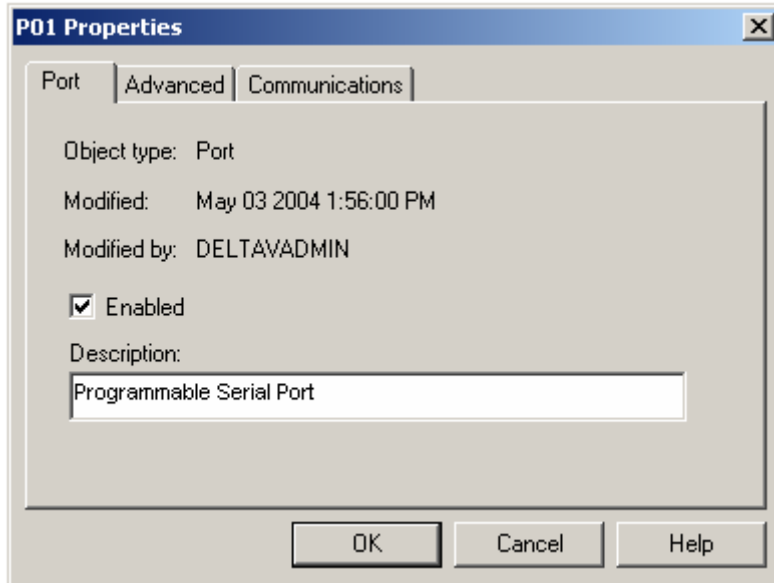 P01 Properties
Port Advanced Communications
Object type: Port
Modified: May 03 2004 1:56:00 PM
Modified by: DELTAVADMIN
Enabled
Description:
Programmable Serial Port
OK Cancel Help